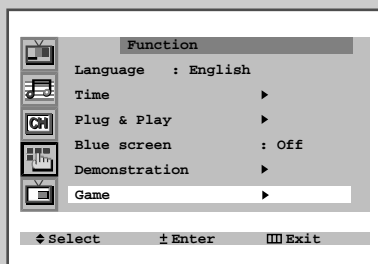 Function
Language : English
Time ▶
Plug & Play ▶
CH
Blue screen : Off
Demonstration ▶
Game ▶
Select ± Enter Exit